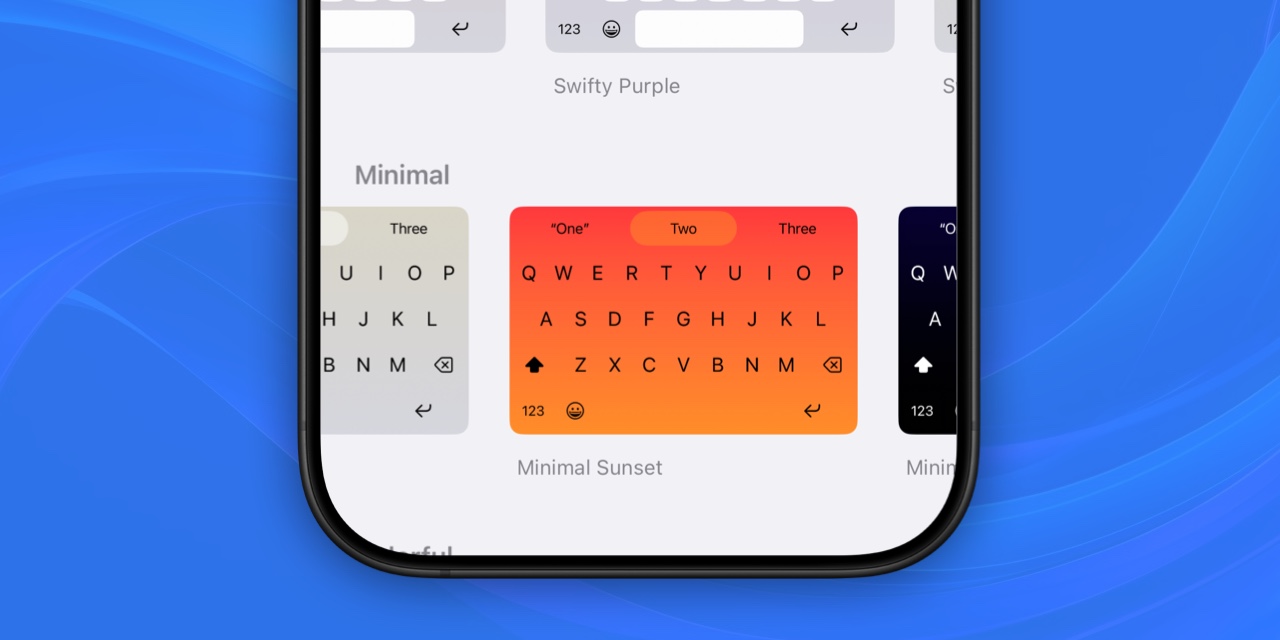 123
Swifty Purple
Minimal
Three
U I O P
H J K L
B N M
“One” Two Three
Q W E R T Y U I O P
A S D F G H J K L
Z X C V B N M
123
Minimal Sunset
Q
A
123